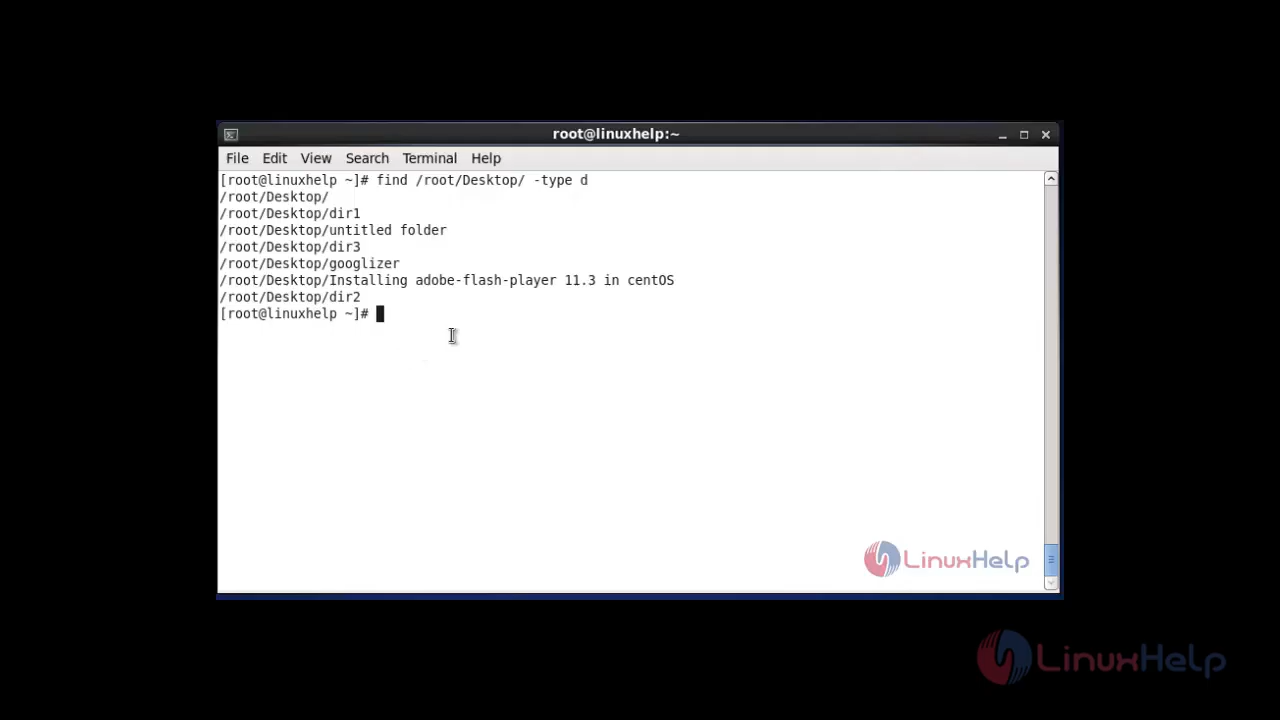 root@linuxhelp:~
File Edit View Search Terminal Help
[root@linuxhelp ~]# find /root/Desktop/ -type d
/root/Desktop/
/root/Desktop/dir1
/root/Desktop/untitled folder
/root/Desktop/dir3
/root/Desktop/googlizer
/root/Desktop/Installing adobe-flash-player 11.3 in centOS
/root/Desktop/dir2
[root@linuxhelp ~]#
LinuxHelp
LinuxHelp